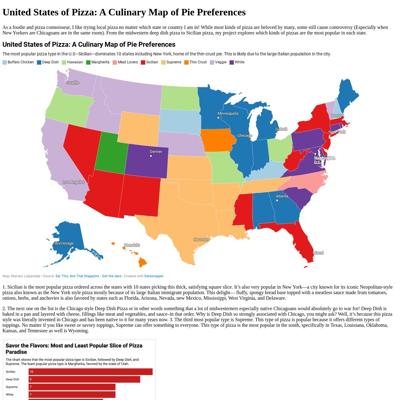 United States of Pizza: A Culinary Map of Pie Preferences
As a foodie and pizza connoisseur, I like trying local pizza no matter which state or country I am in! While most kinds of pizza are beloved by many, some still cause controversy (Especially when
New Yorkers and Chicagoans are in the same room). From the midwestern deep dish pizza to Sicilian pizza, my project explores which kinds of pizza are the most popular in each state.
United States of Pizza: A Culinary Map of Pie Preferences
The most popular pizza type in the U.S--Sicilian--dominates 10 states including New York, home of the thin-crust pie. This is likely due to the large Italian population in the city.
Buffalo Chicken Deep Dish Hawaiian Margherita Meat Lovers Sicilian Supreme Thin Crust Veggie White
Seattle
Minneapolis
Chicago
Denver
Los Angeles
Atlanta
Houston
Anchorage
Honolulu
Miami
Get the data · Created with Datawrapper
1. Sicilian is the most popular pizza ordered across the states with 10 states picking this thick, satisfying square slice. It's also very popular in New York—a city known for its iconic Neapolitan-style
pizza also known as the New York style pizza mostly because of its large Italian immigrant population. This delight— fluffy, spongy bread base topped with a meatless sauce made from tomatoes,
onions, herbs, and anchovies is also favored by states such as Florida, Arizona, Nevada, new Mexico, Mississippi, West Virginia, and Delaware.
2. The next one on the list is the Chicago-style Deep Dish Pizza or in other words something that a lot of midwesterners especially native Chicagoans would absolutely go to war for! Deep Dish is
baked in a pan and layered with cheese, fillings like meat and vegetables, and sauce-in that order. Why is Deep Dish so strongly associated with Chicago, you might ask? Well, it's because this pizza
style was literally invented in Chicago and has been native to it for many years now. 3. The third most popular type is Supreme. This type of pizza is popular because it offers different types of
toppings. No matter if you like sweet or savory toppings, Supreme can offer something to everyone. This type of pizza is the most popular in the south, specifically in Texas, Louisiana, Oklahoma,
Kansas, and Tennessee as well is Wyoming.
Savor the Flavors: Most and Least Popular Slice of Pizza
Paradise
The chart shows that the most popular pizza type is Sicilian, followed by Deep Dish, and
Supreme. The least popular pizza type is Margherita, favored by the state of Utah.
Sicilian
Deep Dish
Supreme
White
Veggie